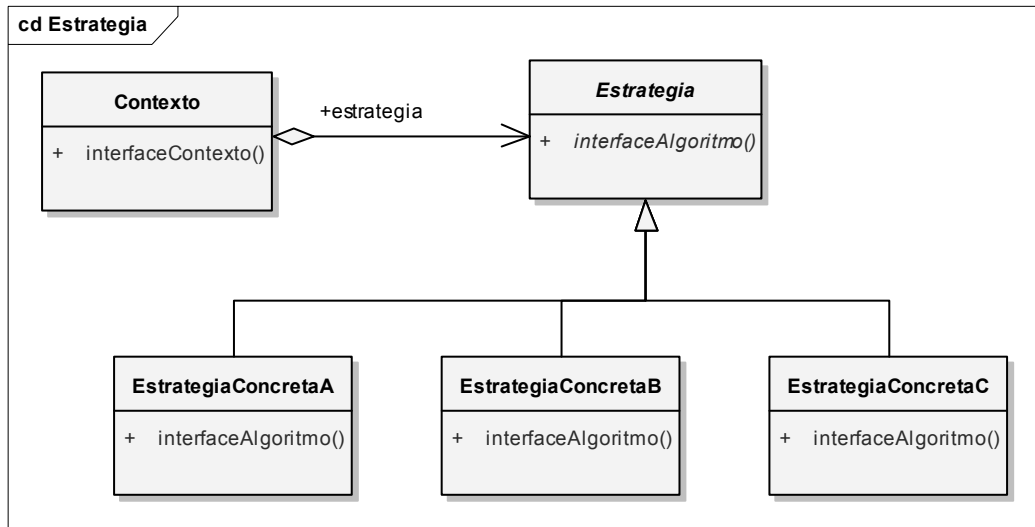 cd Estrategia
Contexto
+ interfaceContexto()
+estrategia
Estrategia
+ interfaceAlgoritmo()
EstrategiaConcretaA
+ interfaceAlgoritmo()
EstrategiaConcretaB
+ interfaceAlgoritmo()
EstrategiaConcretaC
+ interfaceAlgoritmo()